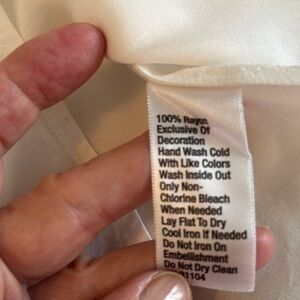 100% Rayon
Exclusive Of
Decoration
Hand Wash Cold
With Like Colors
Wash Inside Out
Only Non-
Chlorine Bleach
When Needed
Lay Flat To Dry
Cool Iron If Needed
Do Not Iron On
Embellishment
Do Not Dry Clean